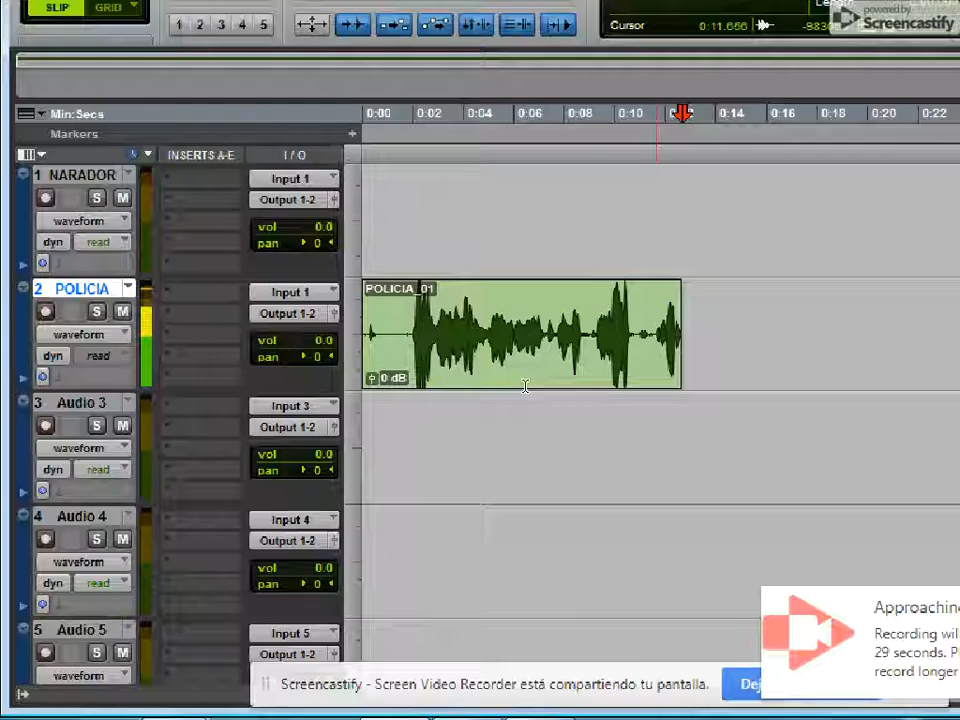 SLIP GRID
1 2 3 4 5
Cursor 0:11.656
powered by
Screencastify
Min:Secs 0:00 0:02 0:04 0:06 0:08 0:10 0:14 0:16 0:18 0:20 0:22
Markers
INSERTS A-E I / O
1 NARADOR Input 1
S M Output 1-2
waveform vol 0.0
dyn read pan 0
2 POLICIA Input 1 POLICIA_01
S M Output 1-2
waveform vol 0.0
dyn read pan 0
0 dB
3 Audio 3 Input 3
S M Output 1-2
waveform vol 0.0
dyn read pan 0
4 Audio 4 Input 4
S M Output 1-2
waveform vol 0.0
dyn read pan 0
5 Audio 5 Input 5
S M Output 1-2
waveform
Approaching
Recording wil
29 seconds. P
record longer
Screencastify - Screen Video Recorder está compartiendo tu pantalla.